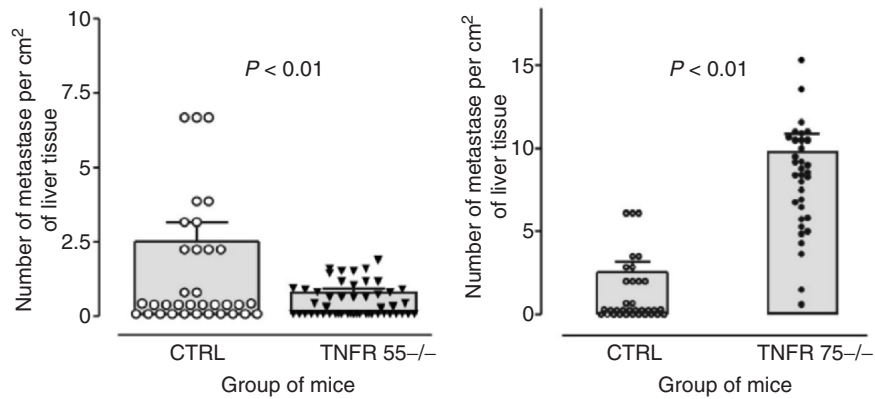 Number of metastase per cm2
of liver tissue
10
7.5
5
2.5
0
P < 0.01
CTRL
TNFR 55–/–
Group of mice
Number of metastase per cm2
of liver tissue
15
10
5
0
P < 0.01
CTRL
TNFR 75–/–
Group of mice